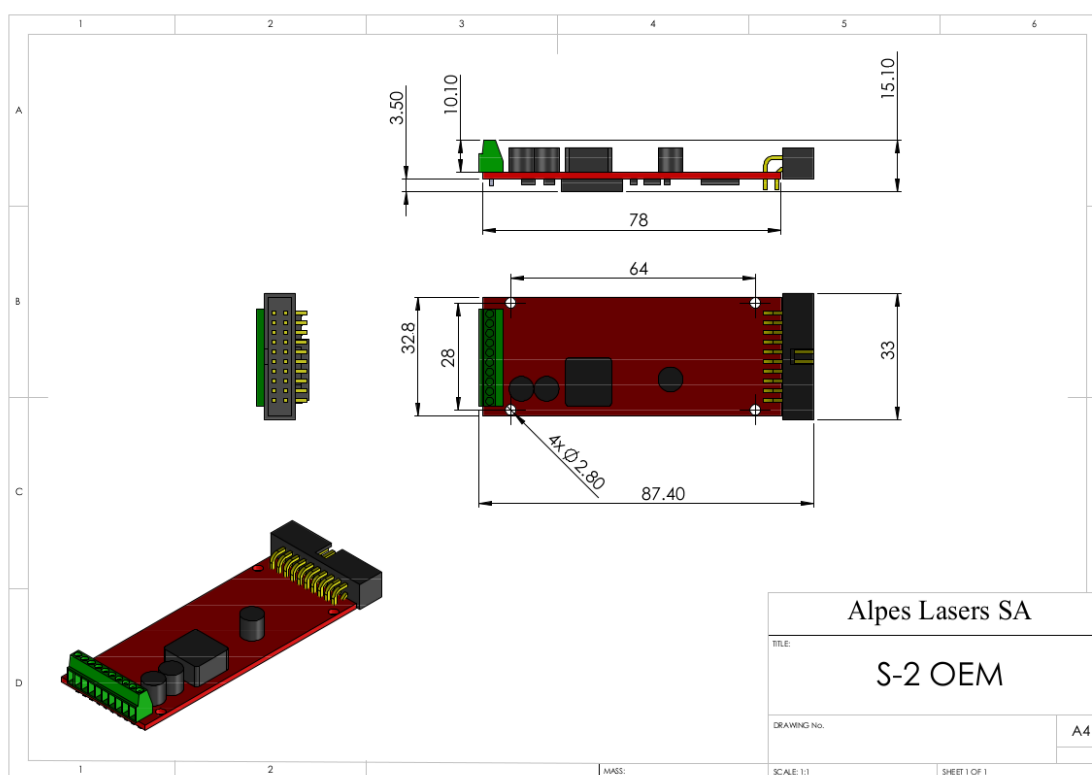 1 2 3 4 5 6
A
3.50
10.10
15.10
78
B
64
32.8
28
33
4x Ø2.80
87.40
C
D
Alpes Lasers SA
TITLE:
S-2 OEM
DRAWING No.
A4
1 2
MASS:
SCALE: 1:1
SHEET 1 OF 1